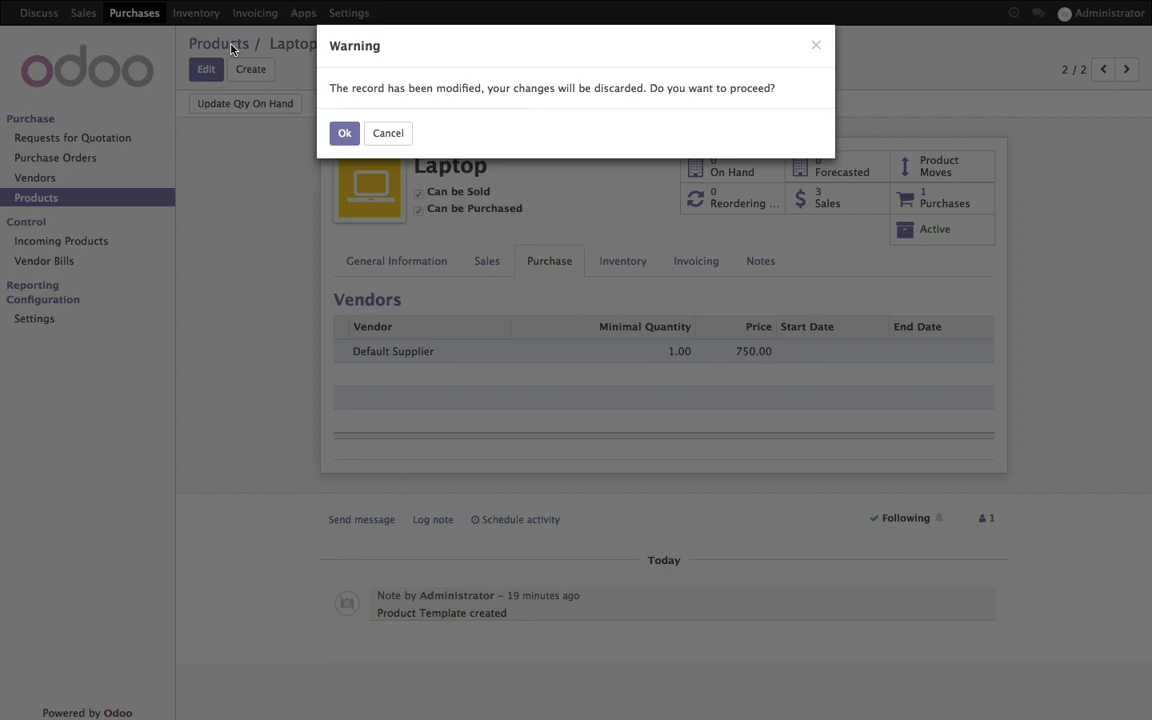 Discuss Sales Purchases Inventory Invoicing Apps Settings Administrator
Products / Laptop
Warning ×
The record has been modified, your changes will be discarded. Do you want to proceed?
Ok Cancel
odoo
Edit Create
2 / 2
Update Qty On Hand
Purchase
Requests for Quotation
Purchase Orders
Vendors
Products
Control
Incoming Products
Vendor Bills
Reporting
Configuration
Settings
Powered by Odoo
Laptop
Can be Sold
Can be Purchased
0 On Hand
0 Forecasted
Product Moves
0 Reordering ...
3 Sales
1 Purchases
Active
General Information Sales Purchase Inventory Invoicing Notes
Vendors
Vendor Minimal Quantity Price Start Date End Date
Default Supplier 1.00 750.00
Send message Log note Schedule activity Following 1
Today
Note by Administrator – 19 minutes ago
Product Template created